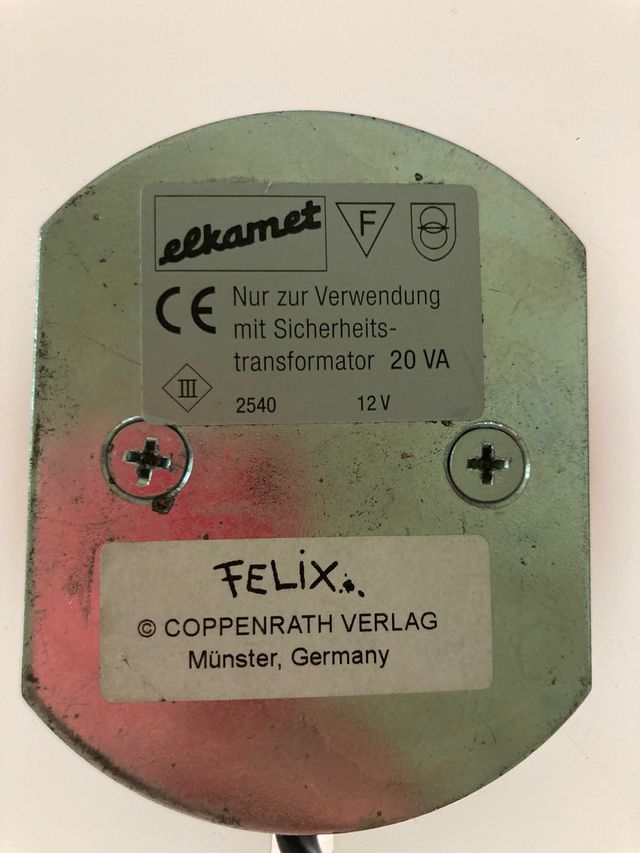 elkamet
F
CE
Nur zur Verwendung
mit Sicherheits-
transformator 20 VA
III
2540 12 V
FELIX
© COPPENRATH VERLAG
Münster, Germany